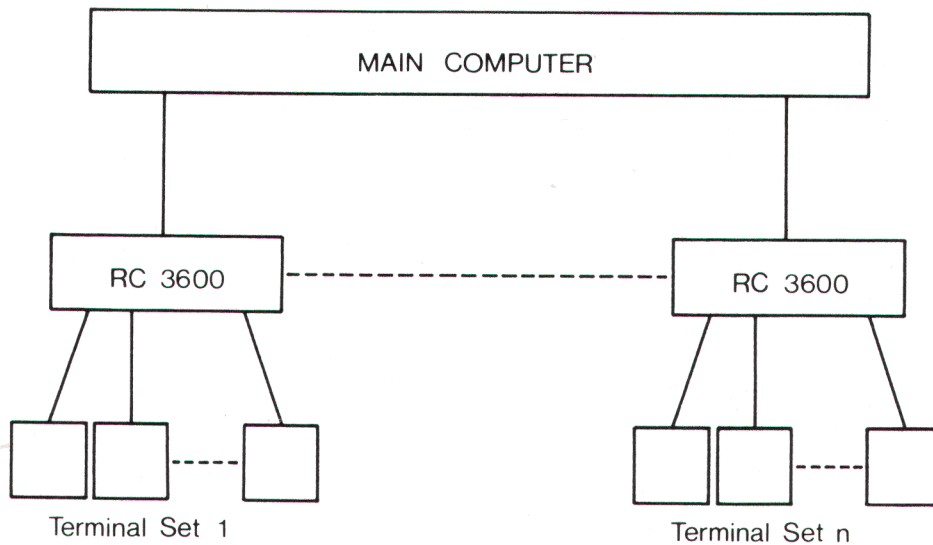 MAIN COMPUTER
RC 3600
RC 3600
Terminal Set 1
Terminal Set n